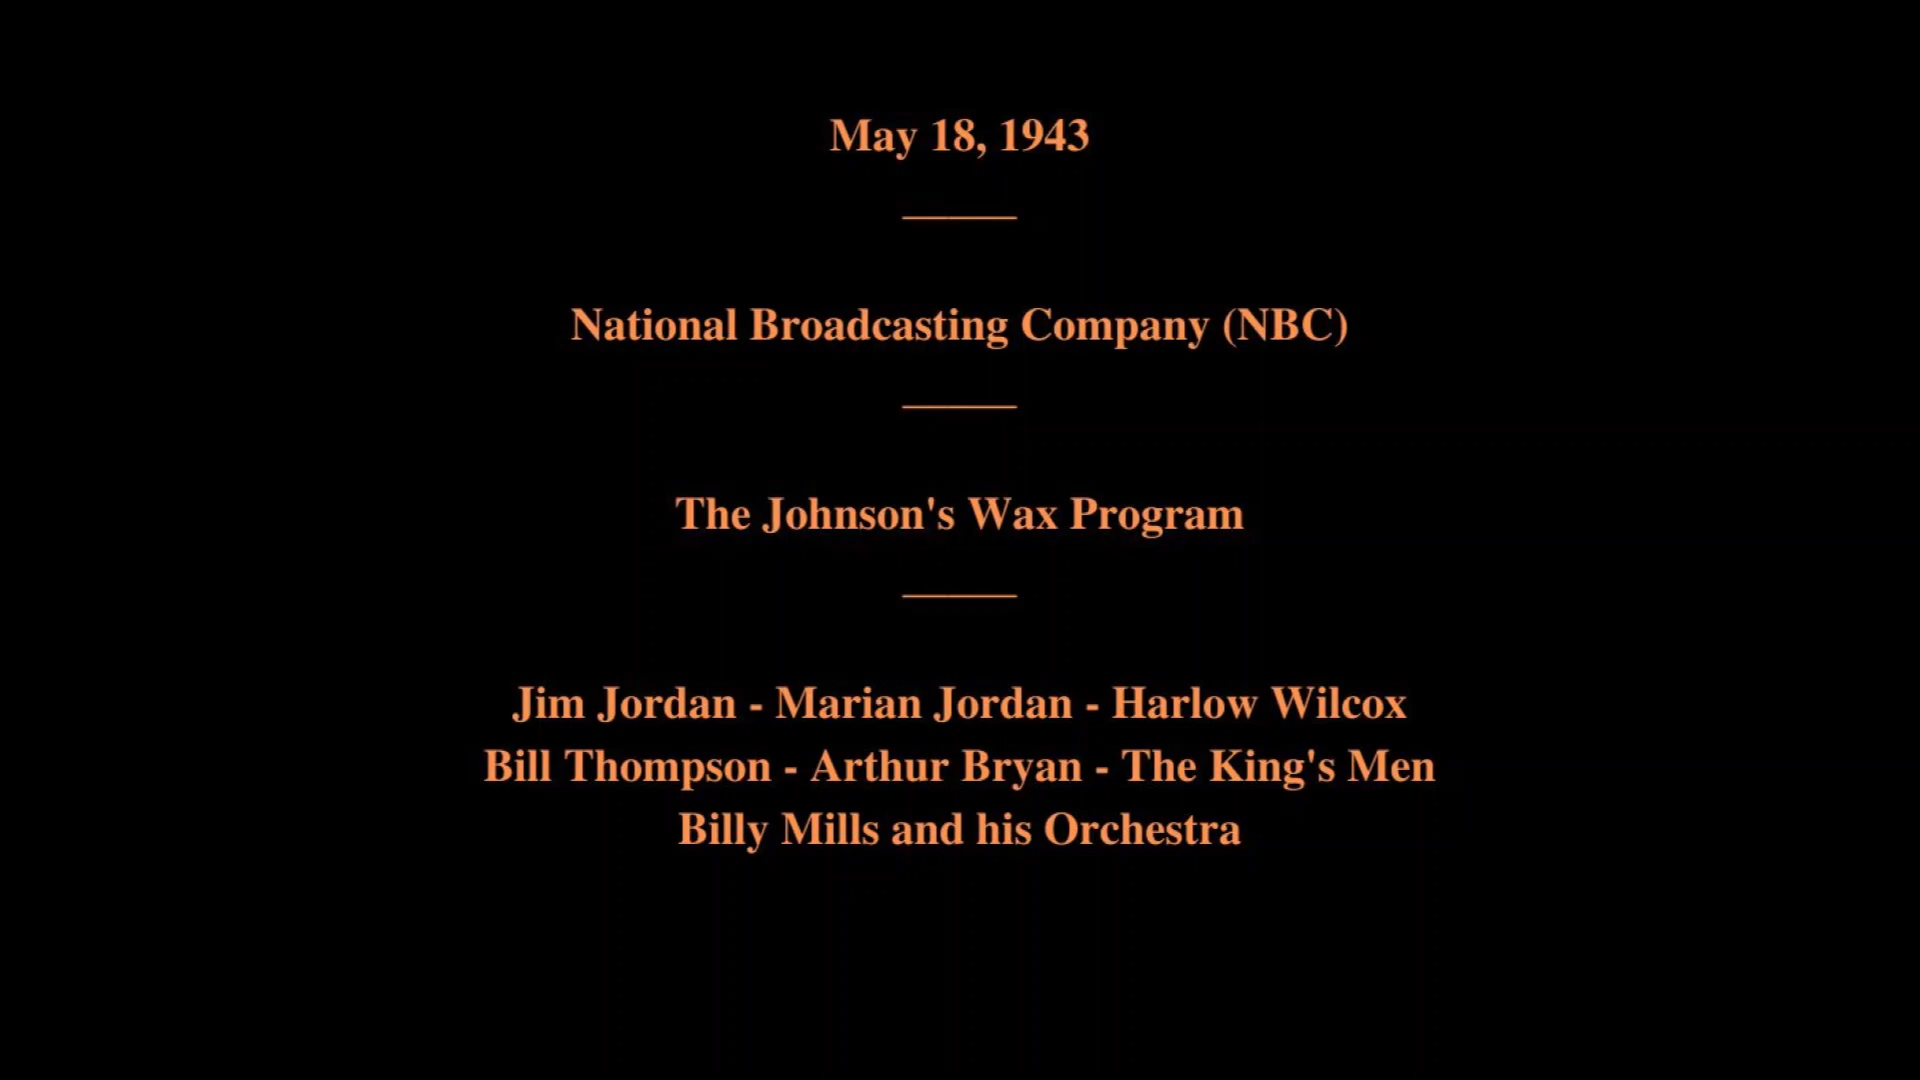 May 18, 1943
National Broadcasting Company (NBC)
The Johnson's Wax Program
Jim Jordan - Marian Jordan - Harlow Wilcox
Bill Thompson - Arthur Bryan - The King's Men
Billy Mills and his Orchestra